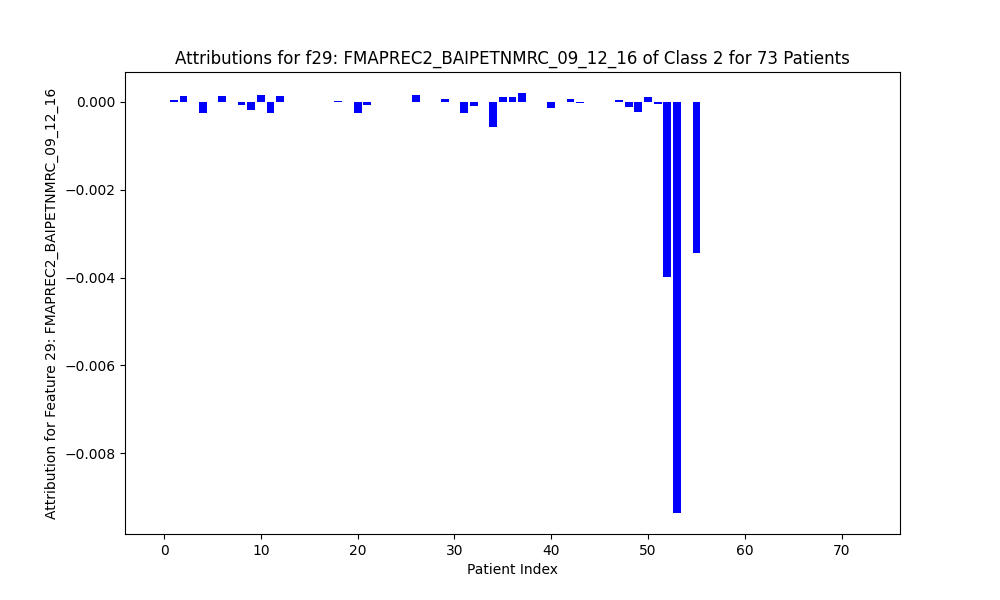 Attributions for f29: FMAPREC2_BAIPETNMRC_09_12_16 of Class 2 for 73 Patients
Attribution for Feature 29: FMAPREC2_BAIPETNMRC_09_12_16
0.000
−0.002
−0.004
−0.006
−0.008
0 10 20 30 40 50 60 70
Patient Index